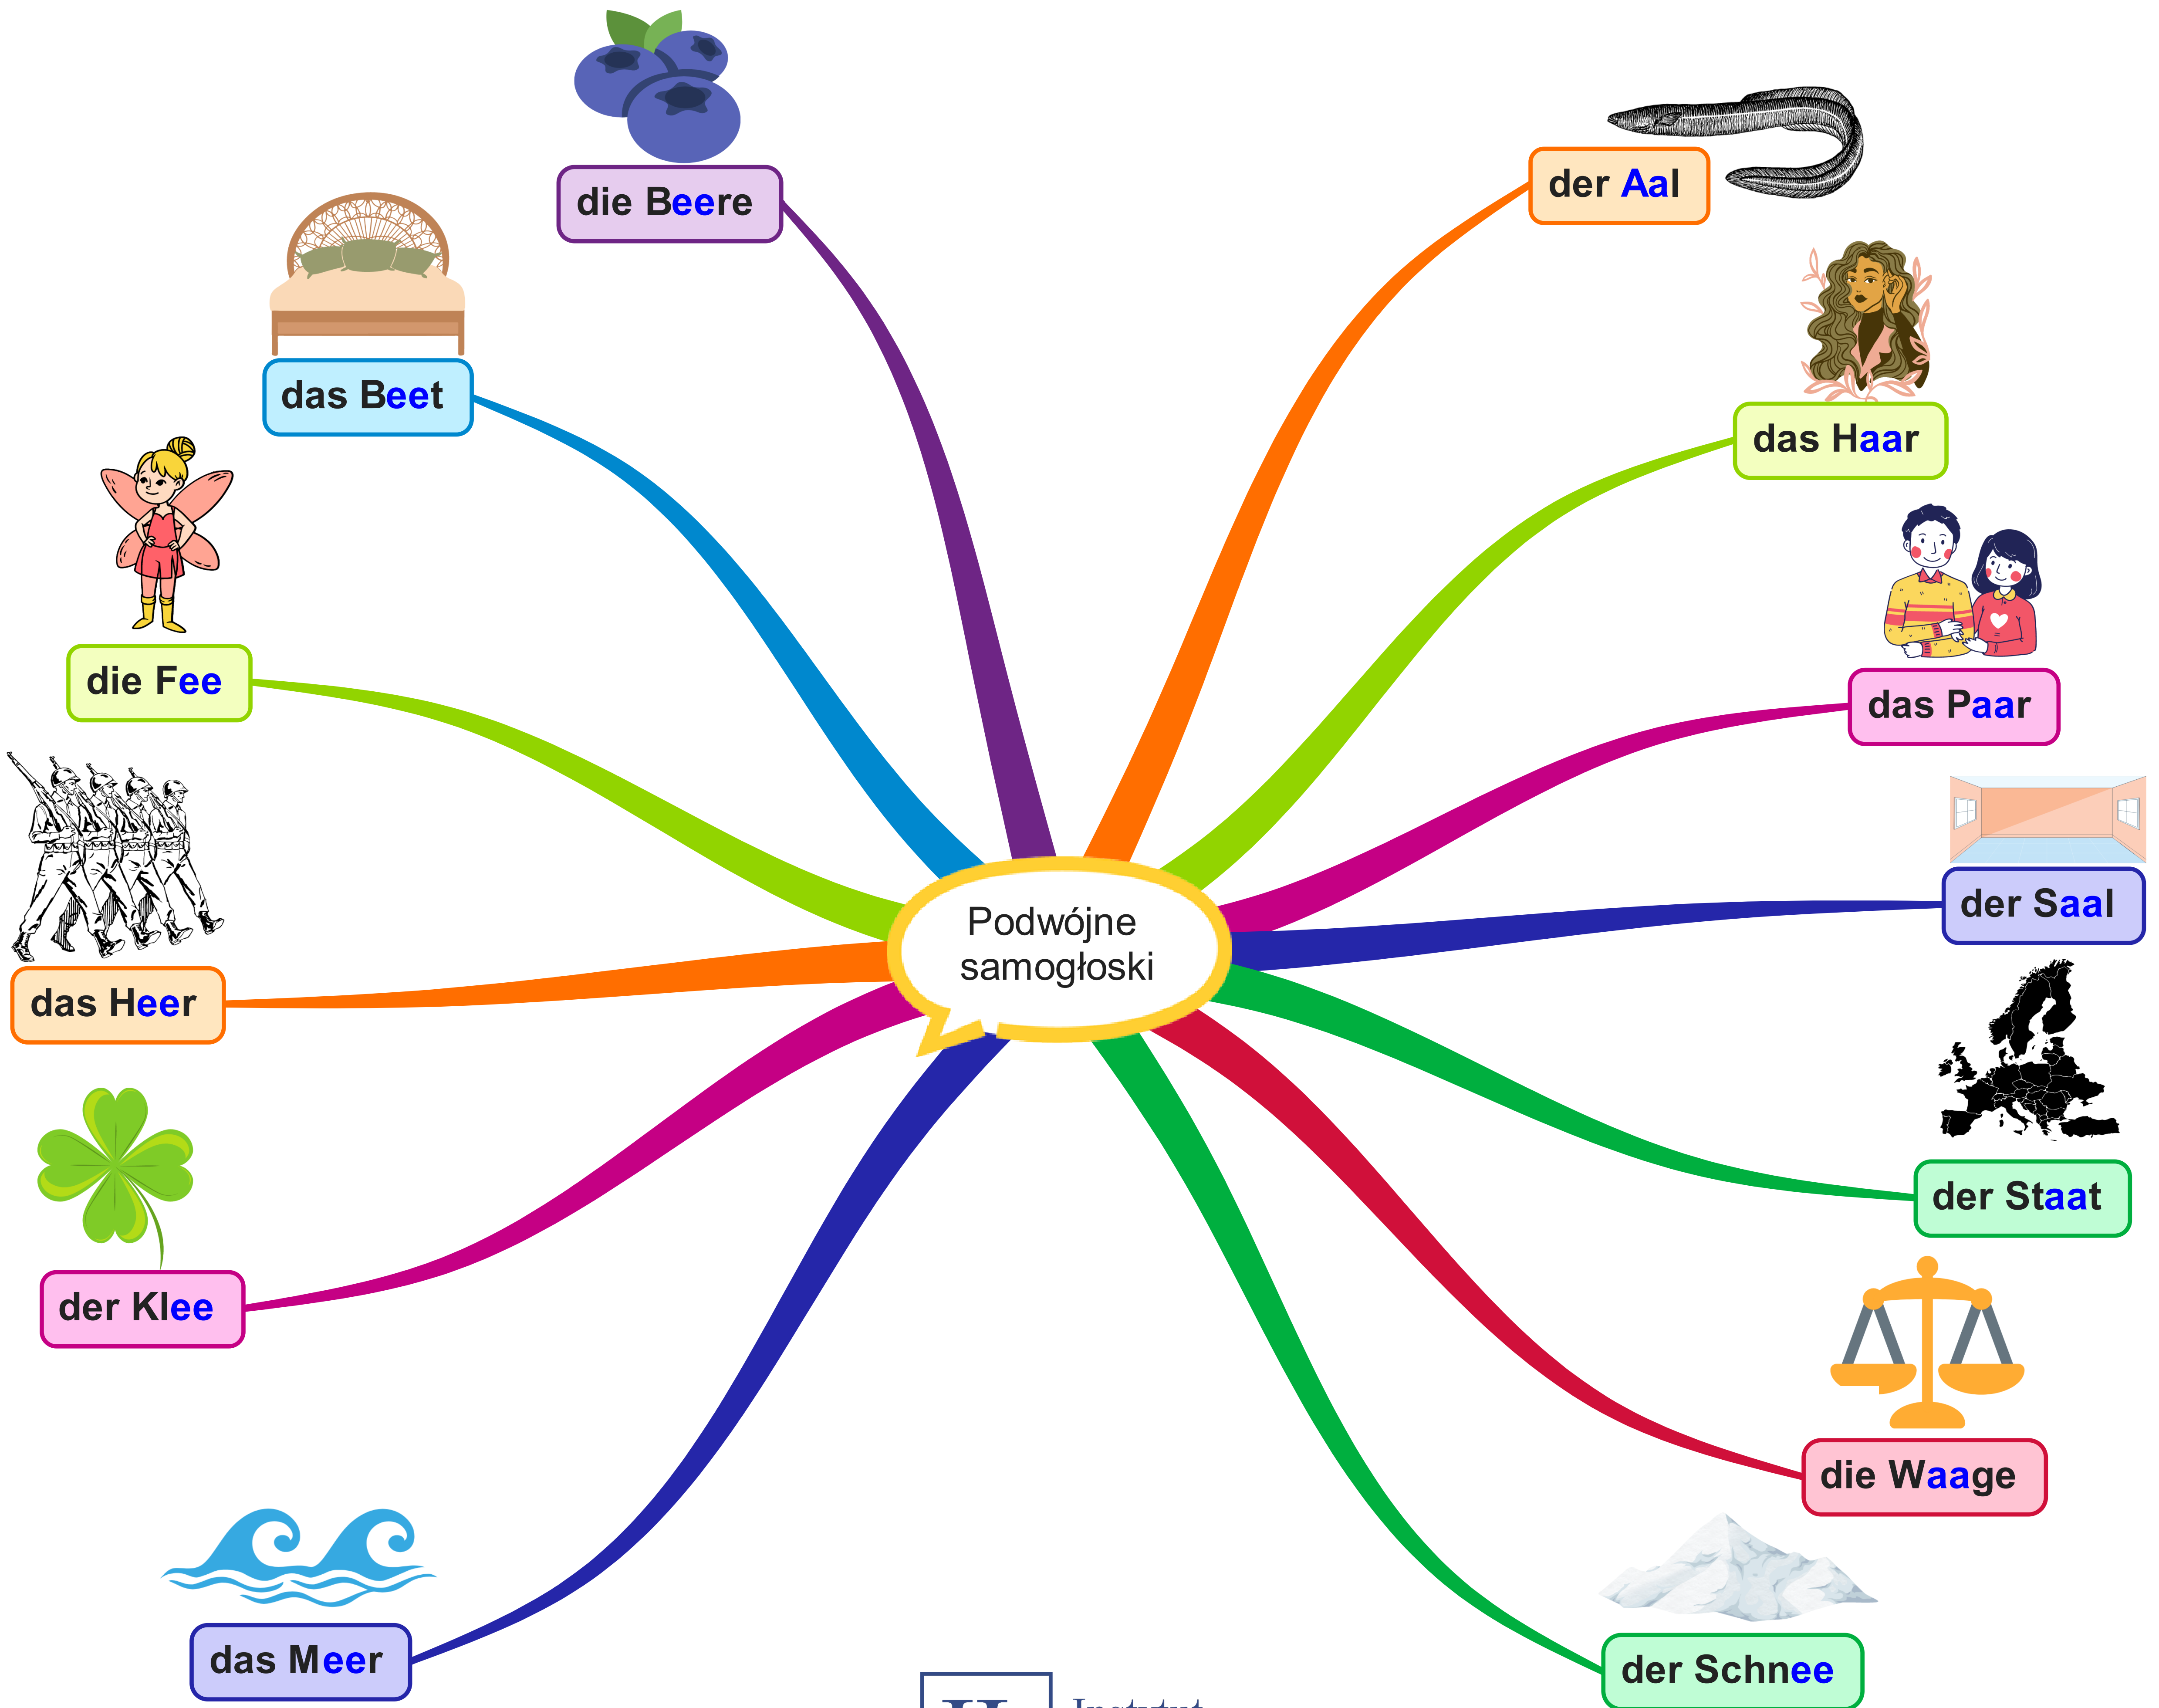 Podwójne
samogłoski
der Aal
das Haar
das Paar
der Saal
der Staat
die Waage
der Schnee
das Meer
der Klee
das Heer
die Fee
das Beet
die Beere
Instytut